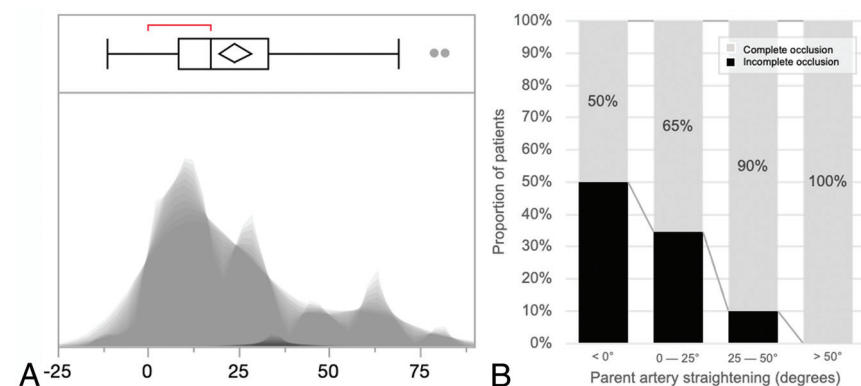 A
-25 0 25 50 75
B
Proportion of patients
100%
90%
80%
70%
60%
50%
40%
30%
20%
10%
0%
Complete occlusion
Incomplete occlusion
50%
65%
90%
100%
< 0° 0 — 25° 25 — 50° > 50°
Parent artery straightening (degrees)